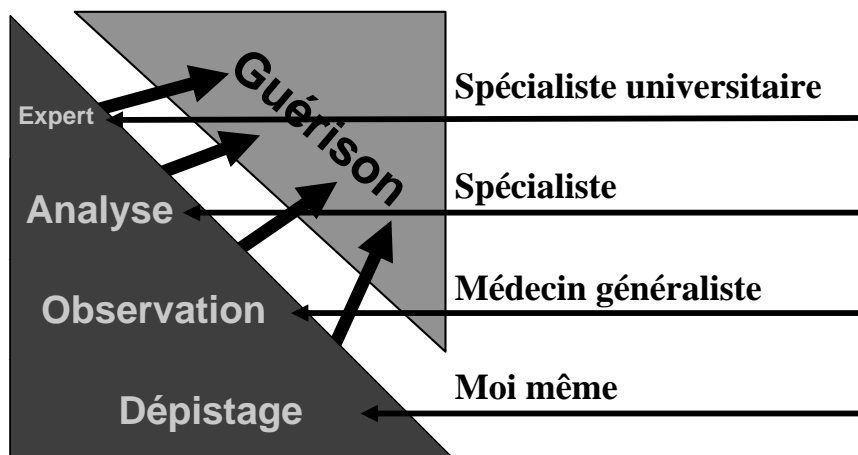 Guérison
Spécialiste universitaire
Expert
Spécialiste
Analyse
Médecin généraliste
Observation
Moi même
Dépistage